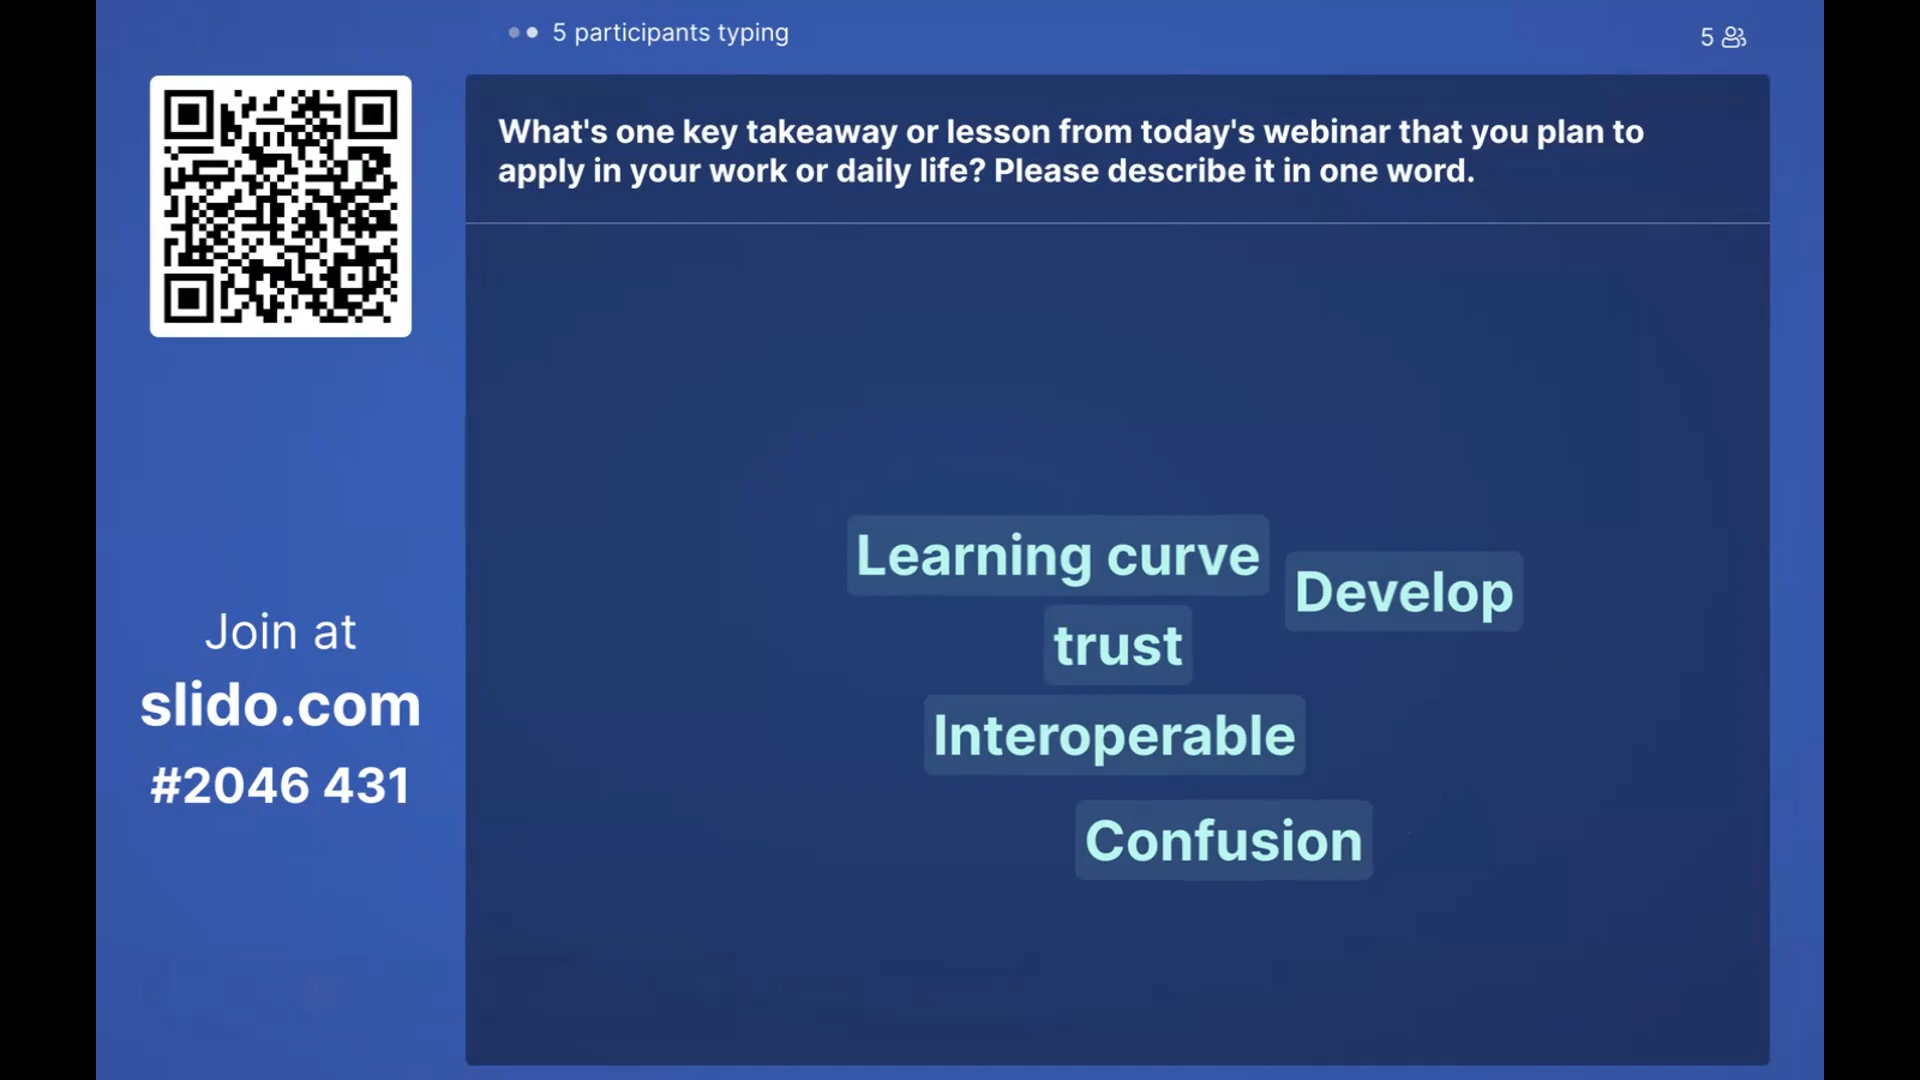 5 participants typing
5
What's one key takeaway or lesson from today's webinar that you plan to
apply in your work or daily life? Please describe it in one word.
Learning curve
Develop
trust
Interoperable
Confusion
Join at
slido.com
#2046 431